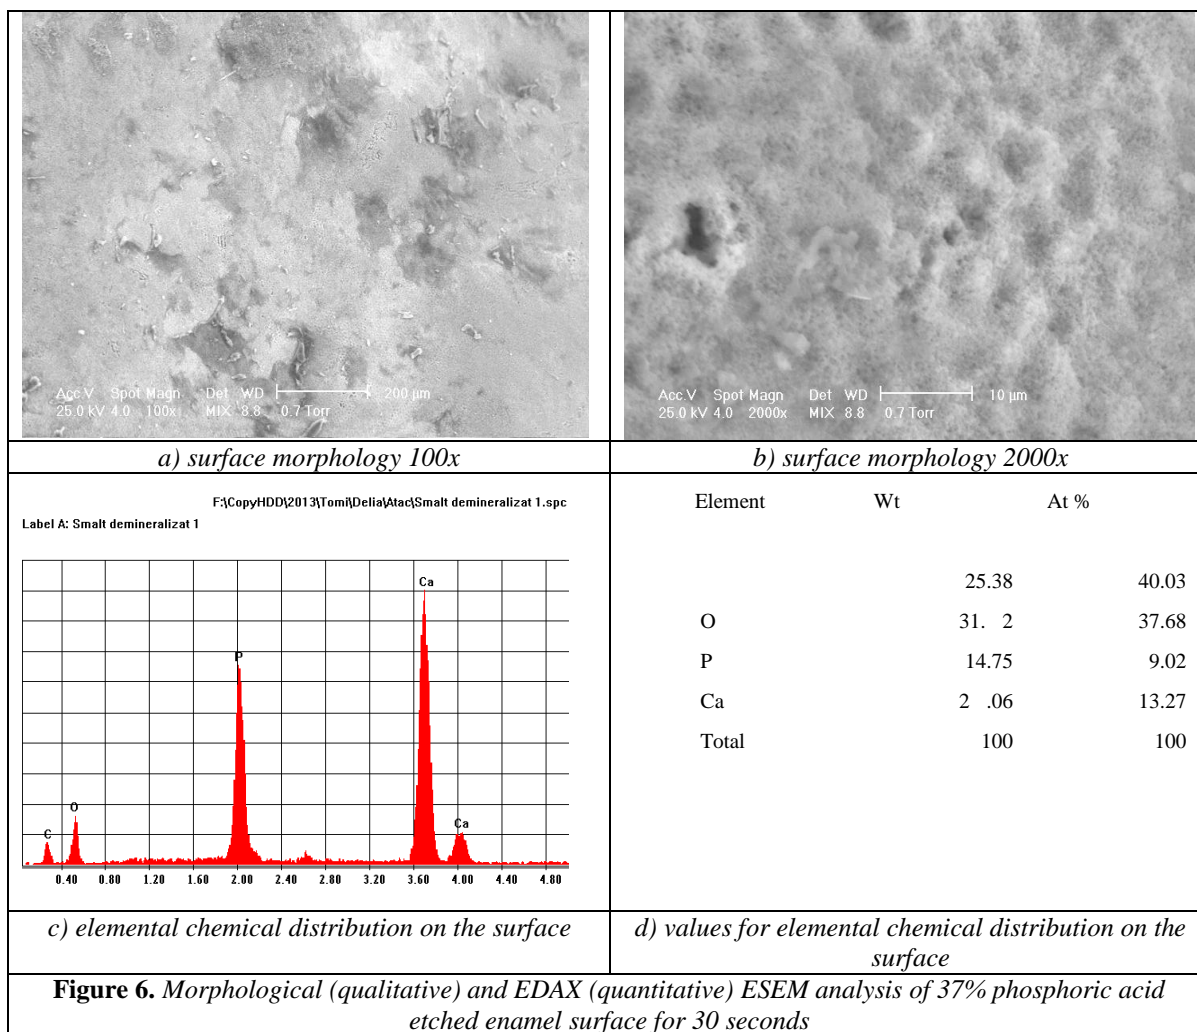 Acc.V Spot Magn Det WD 200 µm
25.0 kV 4.0 100x MIX 8.8 0.7 Torr
Acc.V Spot Magn Det WD 10 µm
25.0 kV 4.0 2000x MIX 8.8 0.7 Torr
a) surface morphology 100x
b) surface morphology 2000x
F:\CopyHDD\2013\Tomi\Delia\Atac\Smalt demineralizat 1.spc
Label A: Smalt demineralizat 1
Ca
P
O
C
Ca
0.40 0.80 1.20 1.60 2.00 2.40 2.80 3.20 3.60 4.00 4.40 4.80
Element Wt At %
25.38 40.03
O 31. 2 37.68
P 14.75 9.02
Ca 2 .06 13.27
Total 100 100
c) elemental chemical distribution on the surface
d) values for elemental chemical distribution on the
surface
Figure 6. Morphological (qualitative) and EDAX (quantitative) ESEM analysis of 37% phosphoric acid
etched enamel surface for 30 seconds